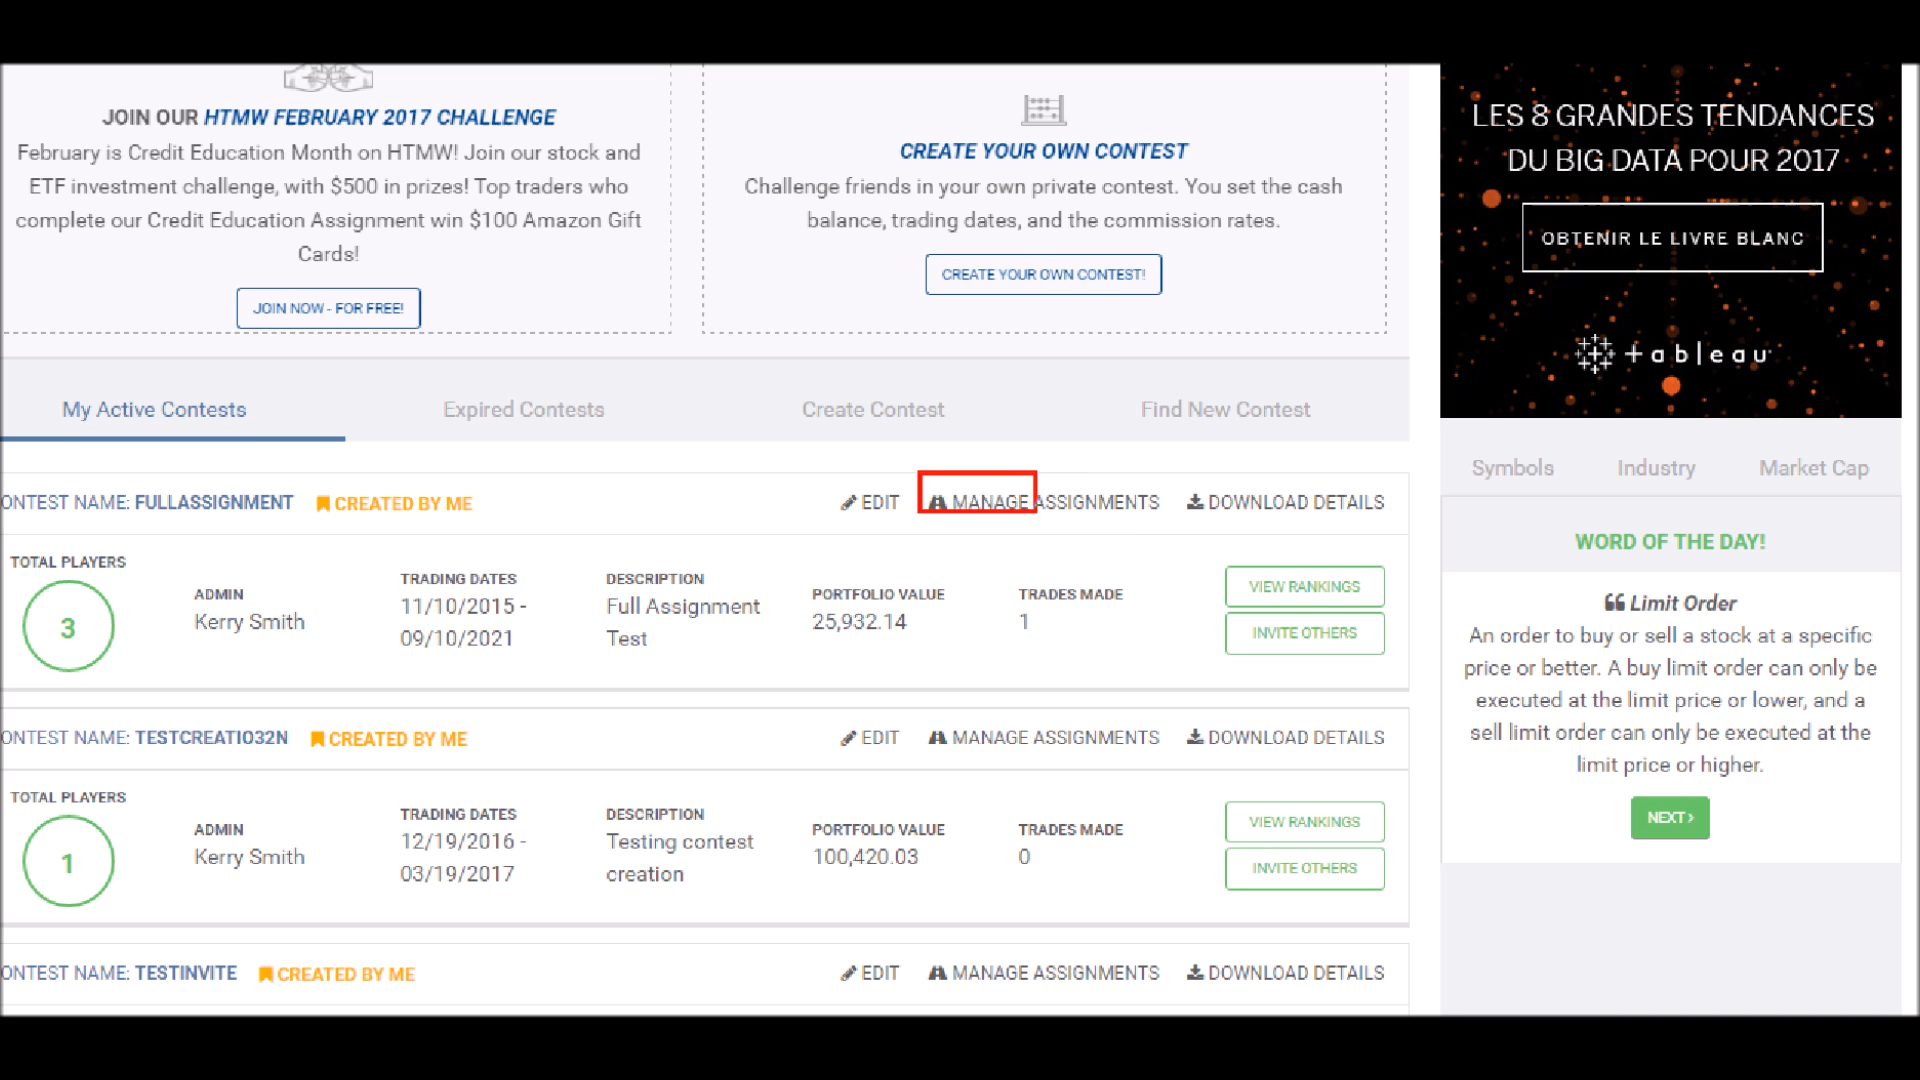 JOIN OUR HTMW FEBRUARY 2017 CHALLENGE
February is Credit Education Month on HTMW! Join our stock and
ETF investment challenge, with $500 in prizes! Top traders who
complete our Credit Education Assignment win $100 Amazon Gift
Cards!
JOIN NOW - FOR FREE!
CREATE YOUR OWN CONTEST
Challenge friends in your own private contest. You set the cash
balance, trading dates, and the commission rates.
CREATE YOUR OWN CONTEST!
LES 8 GRANDES TENDANCES
DU BIG DATA POUR 2017
OBTENIR LE LIVRE BLANC
+ableau
My Active Contests
Expired Contests
Create Contest
Find New Contest
ONTEST NAME: FULLASSIGNMENT CREATED BY ME EDIT MANAGE ASSIGNMENTS DOWNLOAD DETAILS
TOTAL PLAYERS
3
ADMIN
Kerry Smith
TRADING DATES
11/10/2015 -
09/10/2021
DESCRIPTION
Full Assignment
Test
PORTFOLIO VALUE
25,932.14
TRADES MADE
1
VIEW RANKINGS
INVITE OTHERS
ONTEST NAME: TESTCREATIO32N CREATED BY ME EDIT MANAGE ASSIGNMENTS DOWNLOAD DETAILS
TOTAL PLAYERS
1
ADMIN
Kerry Smith
TRADING DATES
12/19/2016 -
03/19/2017
DESCRIPTION
Testing contest
creation
PORTFOLIO VALUE
100,420.03
TRADES MADE
0
VIEW RANKINGS
INVITE OTHERS
ONTEST NAME: TESTINVITE CREATED BY ME EDIT MANAGE ASSIGNMENTS DOWNLOAD DETAILS
Symbols
Industry
Market Cap
WORD OF THE DAY!
Limit Order
An order to buy or sell a stock at a specific
price or better. A buy limit order can only be
executed at the limit price or lower, and a
sell limit order can only be executed at the
limit price or higher.
NEXT ›